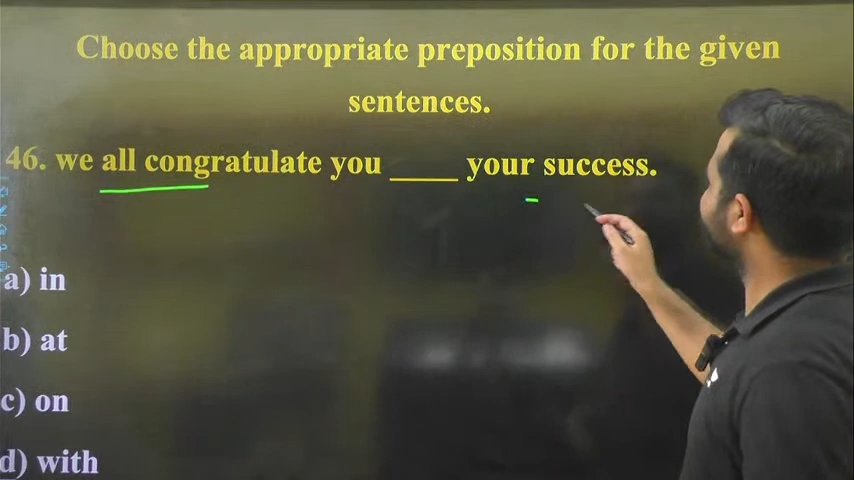 Choose the appropriate preposition for the given
sentences.
46. we all congratulate you ____ your success.
a) in
b) at
c) on
d) with